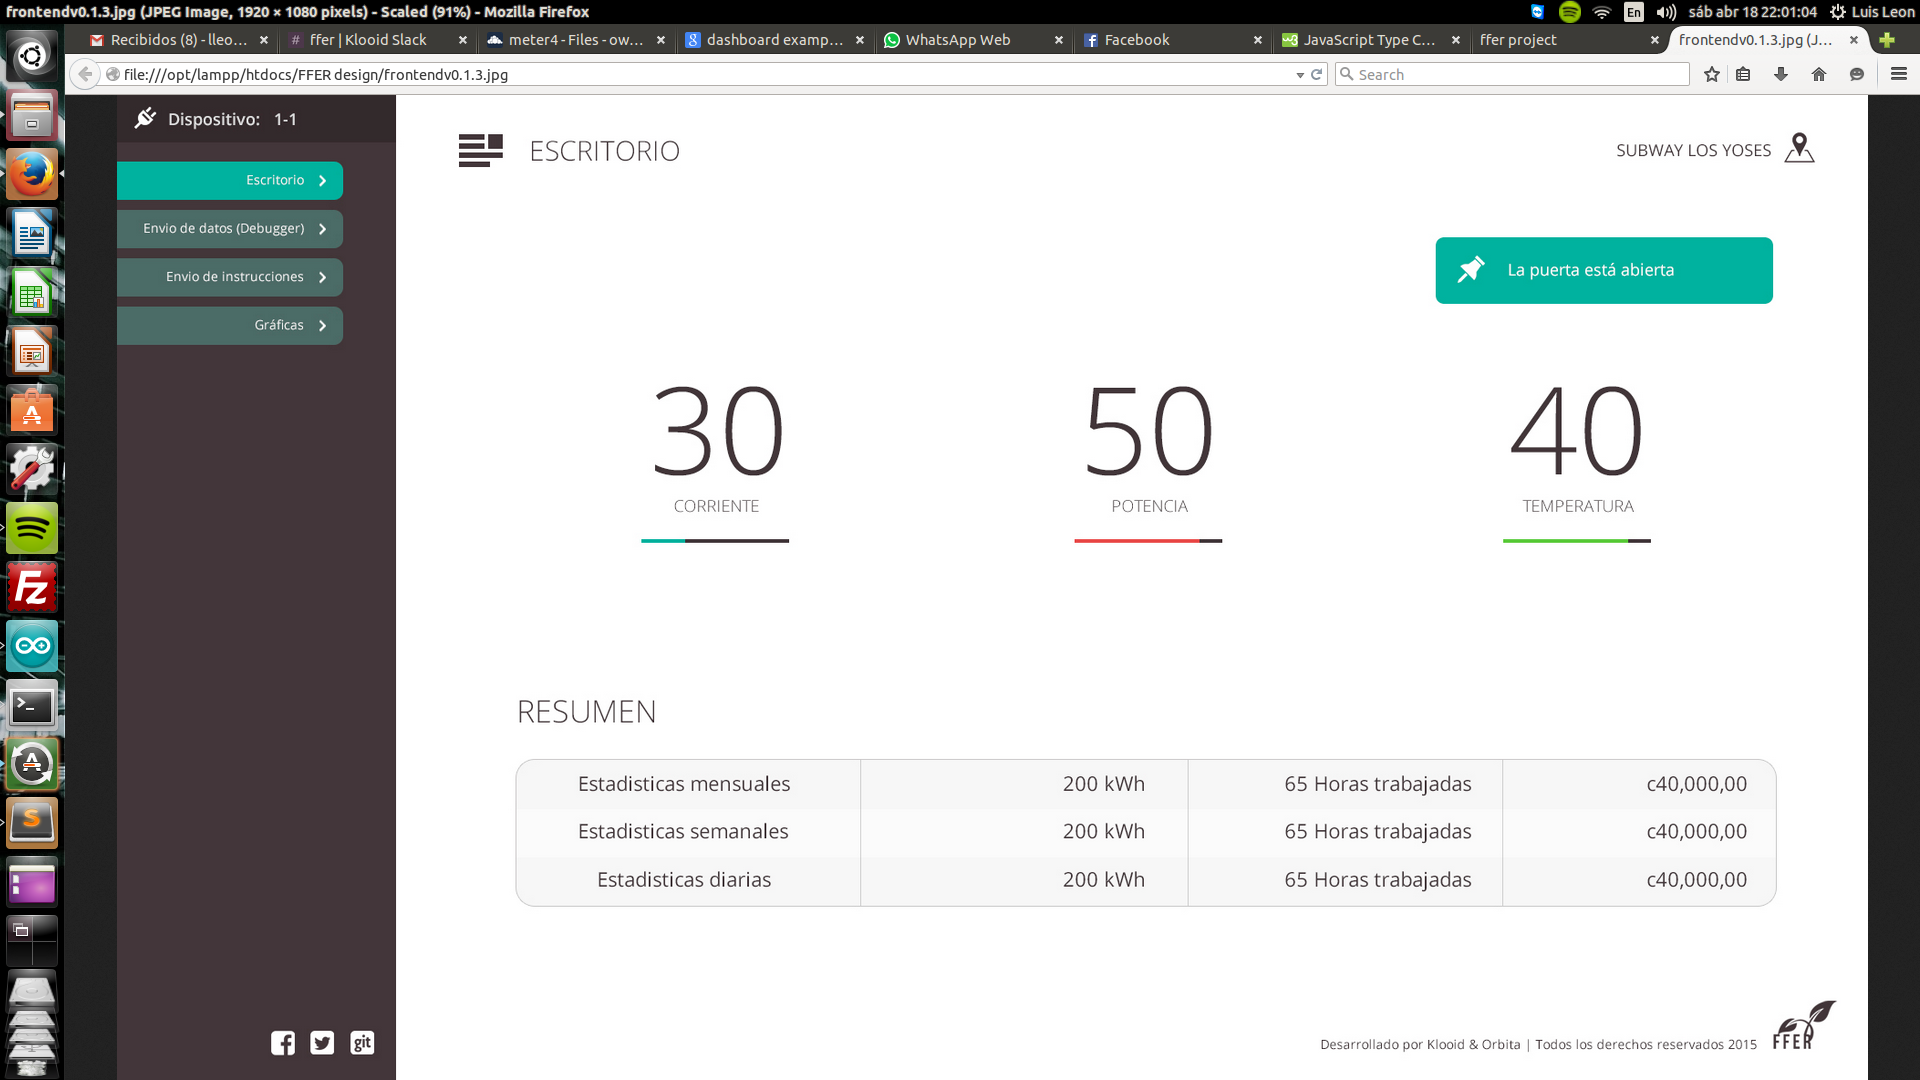 frontendv0.1.3.jpg (JPEG Image, 1920 × 1080 pixels) - Scaled (91%) - Mozilla Firefox
En
sáb abr 18 22:01:04
Luis Leon
Recibidos (8) - lleo...
# ffer | Klooid Slack
meter4 - Files - ow...
8 dashboard examp...
WhatsApp Web
f Facebook
w3 JavaScript Type C...
ffer project
frontendv0.1.3.jpg (J...
file:///opt/lampp/htdocs/FFER design/frontendv0.1.3.jpg
Search
Dispositivo: 1-1
Escritorio
Envio de datos (Debugger)
Envio de instrucciones
Gráficas
ESCRITORIO
SUBWAY LOS YOSES
La puerta está abierta
30
CORRIENTE
50
POTENCIA
40
TEMPERATURA
RESUMEN
Estadisticas mensuales 200 kWh 65 Horas trabajadas c40,000,00
Estadisticas semanales 200 kWh 65 Horas trabajadas c40,000,00
Estadisticas diarias 200 kWh 65 Horas trabajadas c40,000,00
Fz
S
git
Desarrollado por Klooid & Orbita | Todos los derechos reservados 2015
FFER